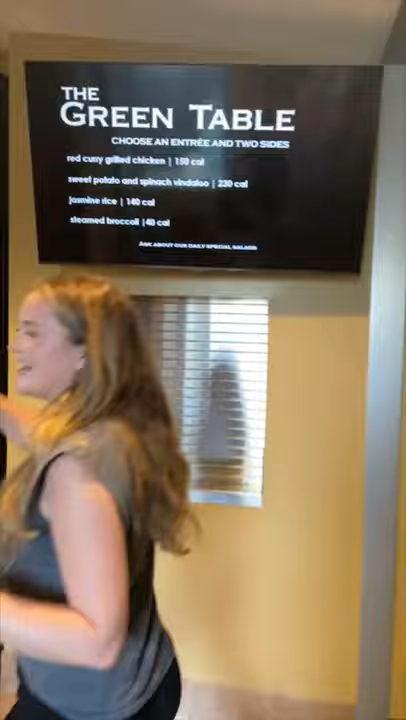 THE
GREEN TABLE
CHOOSE AN ENTRÉE AND TWO SIDES
red curry grilled chicken | 150 cal
sweet potato and spinach vindaloo | 230 cal
jasmine rice | 140 cal
steamed broccoli |40 cal
ASK ABOUT OUR DAILY SPECIAL SALADS